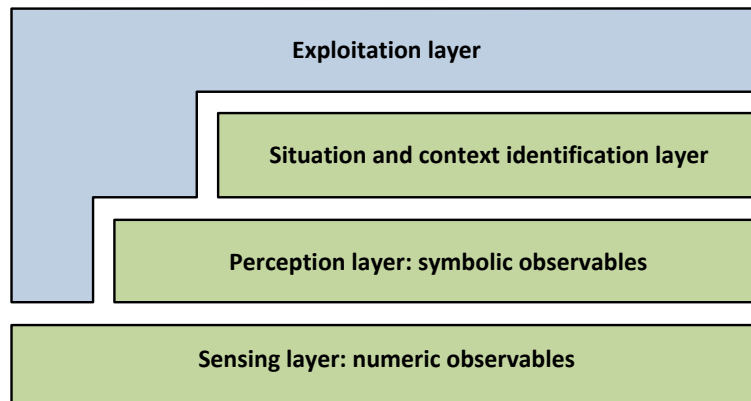 Exploitation layer
Situation and context identification layer
Perception layer: symbolic observables
Sensing layer: numeric observables